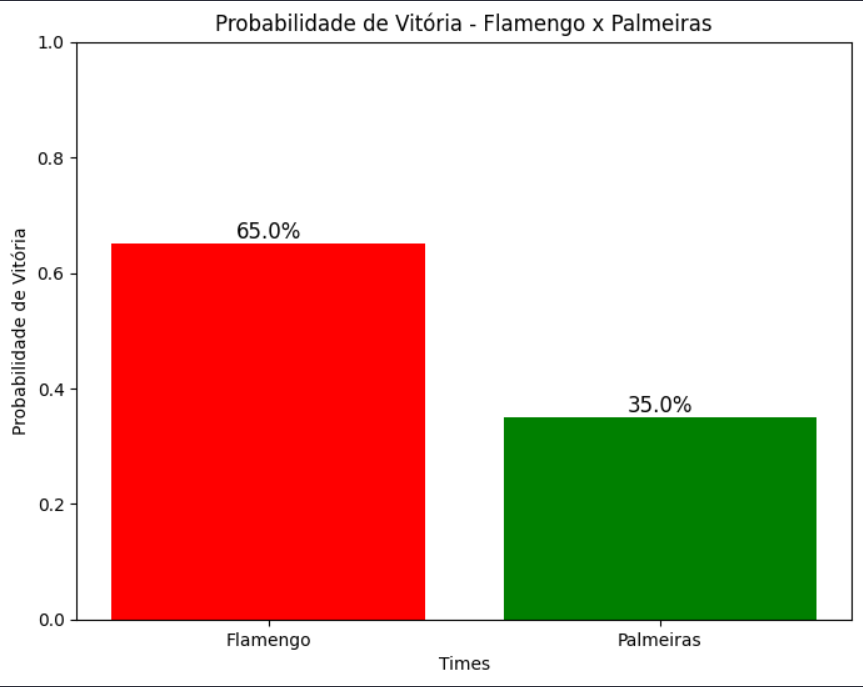 Probabilidade de Vitória - Flamengo x Palmeiras
1.0
0.8
0.6
0.4
0.2
0.0
Probabilidade de Vitória
65.0%
35.0%
Flamengo
Palmeiras
Times